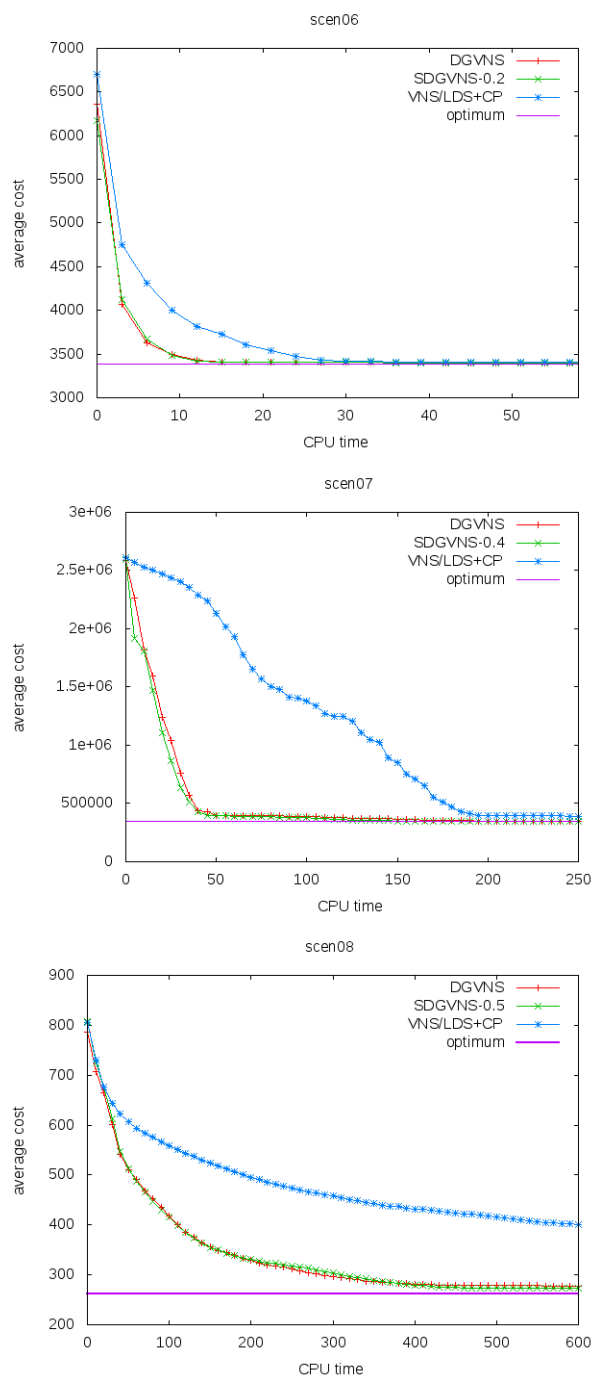 scen06
7000
6500
6000
5500
5000
4500
4000
3500
3000
average cost
DGVNS
SDGVNS-0.2
VNS/LDS+CP
optimum
0 10 20 30 40 50
CPU time
scen07
3e+06
2.5e+06
2e+06
1.5e+06
1e+06
500000
0
average cost
DGVNS
SDGVNS-0.4
VNS/LDS+CP
optimum
0 50 100 150 200 250
CPU time
scen08
900
800
700
600
500
400
300
200
average cost
DGVNS
SDGVNS-0.5
VNS/LDS+CP
optimum
0 100 200 300 400 500 600
CPU time